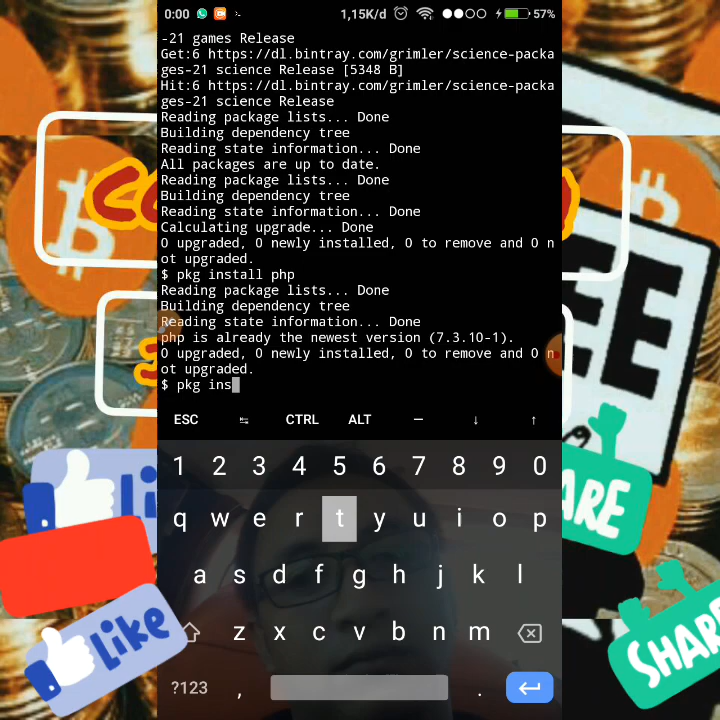 0:00 1,15K/d 57%
-21 games Release
Get:6 https://dl.bintray.com/grimler/science-packa
ges-21 science Release [5348 B]
Hit:6 https://dl.bintray.com/grimler/science-packa
ges-21 science Release
Reading package lists... Done
Building dependency tree
Reading state information... Done
All packages are up to date.
Reading package lists... Done
Building dependency tree
Reading state information... Done
Calculating upgrade... Done
0 upgraded, 0 newly installed, 0 to remove and 0 n
ot upgraded.
$ pkg install php
Reading package lists... Done
Building dependency tree
Reading state information... Done
php is already the newest version (7.3.10-1).
0 upgraded, 0 newly installed, 0 to remove and 0 n
ot upgraded.
$ pkg ins
ESC ↹ CTRL ALT — ↓ ↑
1 2 3 4 5 6 7 8 9 0
q w e r t y u i o p
a s d f g h j k l
z x c v b n m
?123 , .
Li
Like
EE
ARE
SHARE